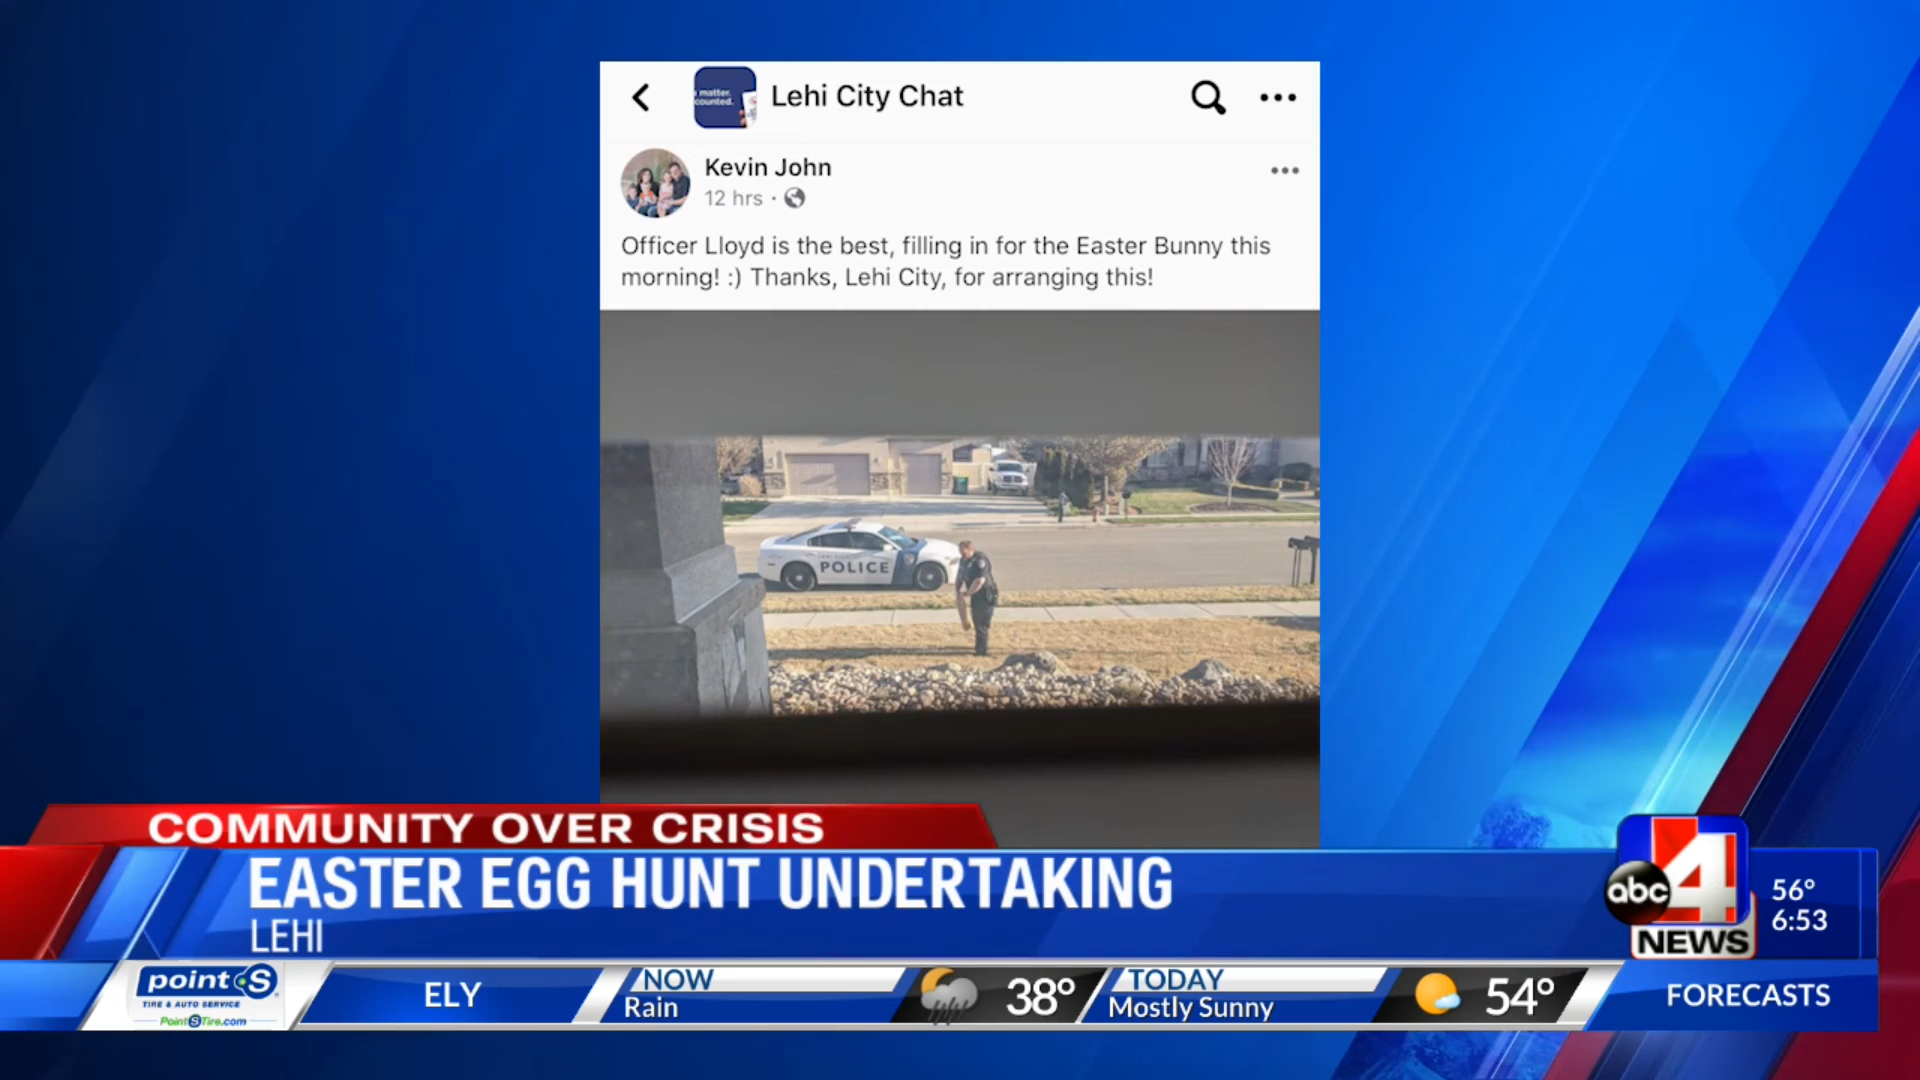 matter.
counted.
Lehi City Chat
Kevin John
12 hrs ·
Officer Lloyd is the best, filling in for the Easter Bunny this
morning! :) Thanks, Lehi City, for arranging this!
POLICE
COMMUNITY OVER CRISIS
EASTER EGG HUNT UNDERTAKING
LEHI
abc 4
NEWS
56°
6:53
point S
TIRE & AUTO SERVICE
PointSTire.com
ELY
NOW
Rain
38°
TODAY
Mostly Sunny
54°
FORECASTS